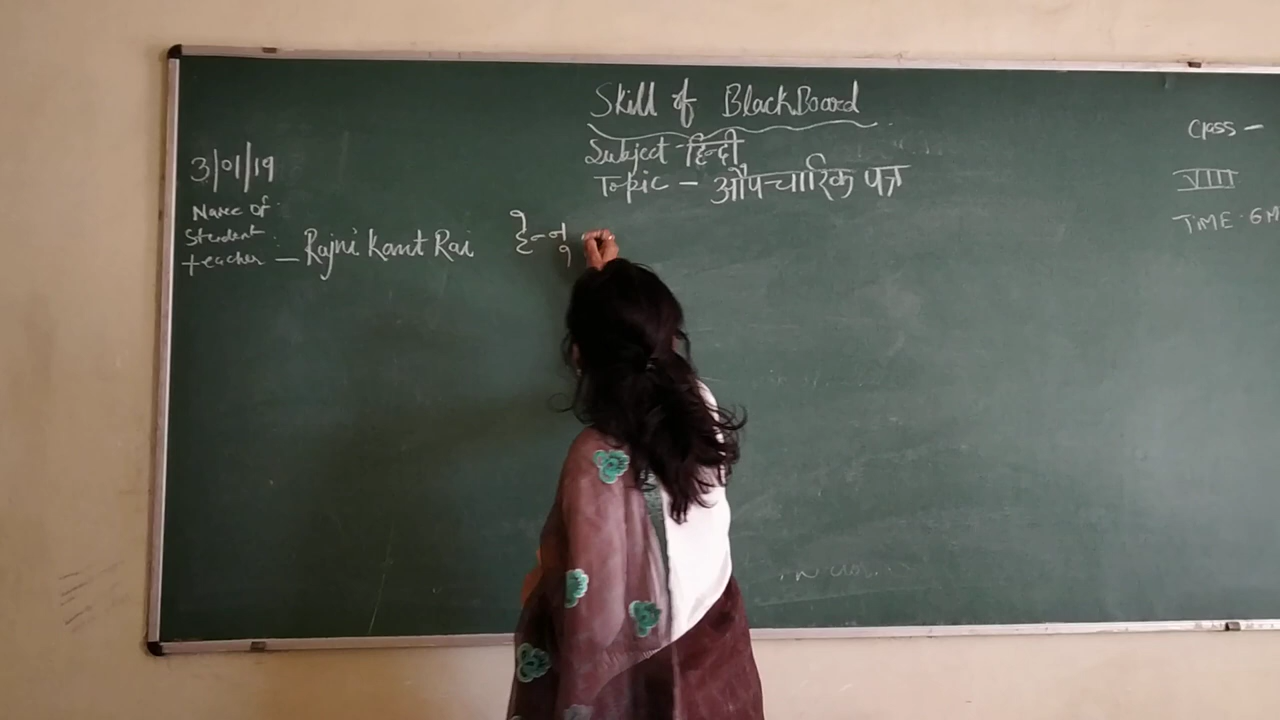 Skill of BlackBoard
Subject - हिन्दी
Topic - औपचारिक पत्र
3/01/19
Name of
Student
teacher - Rajni Kant Rai
Class -
VIII
TIME 6M